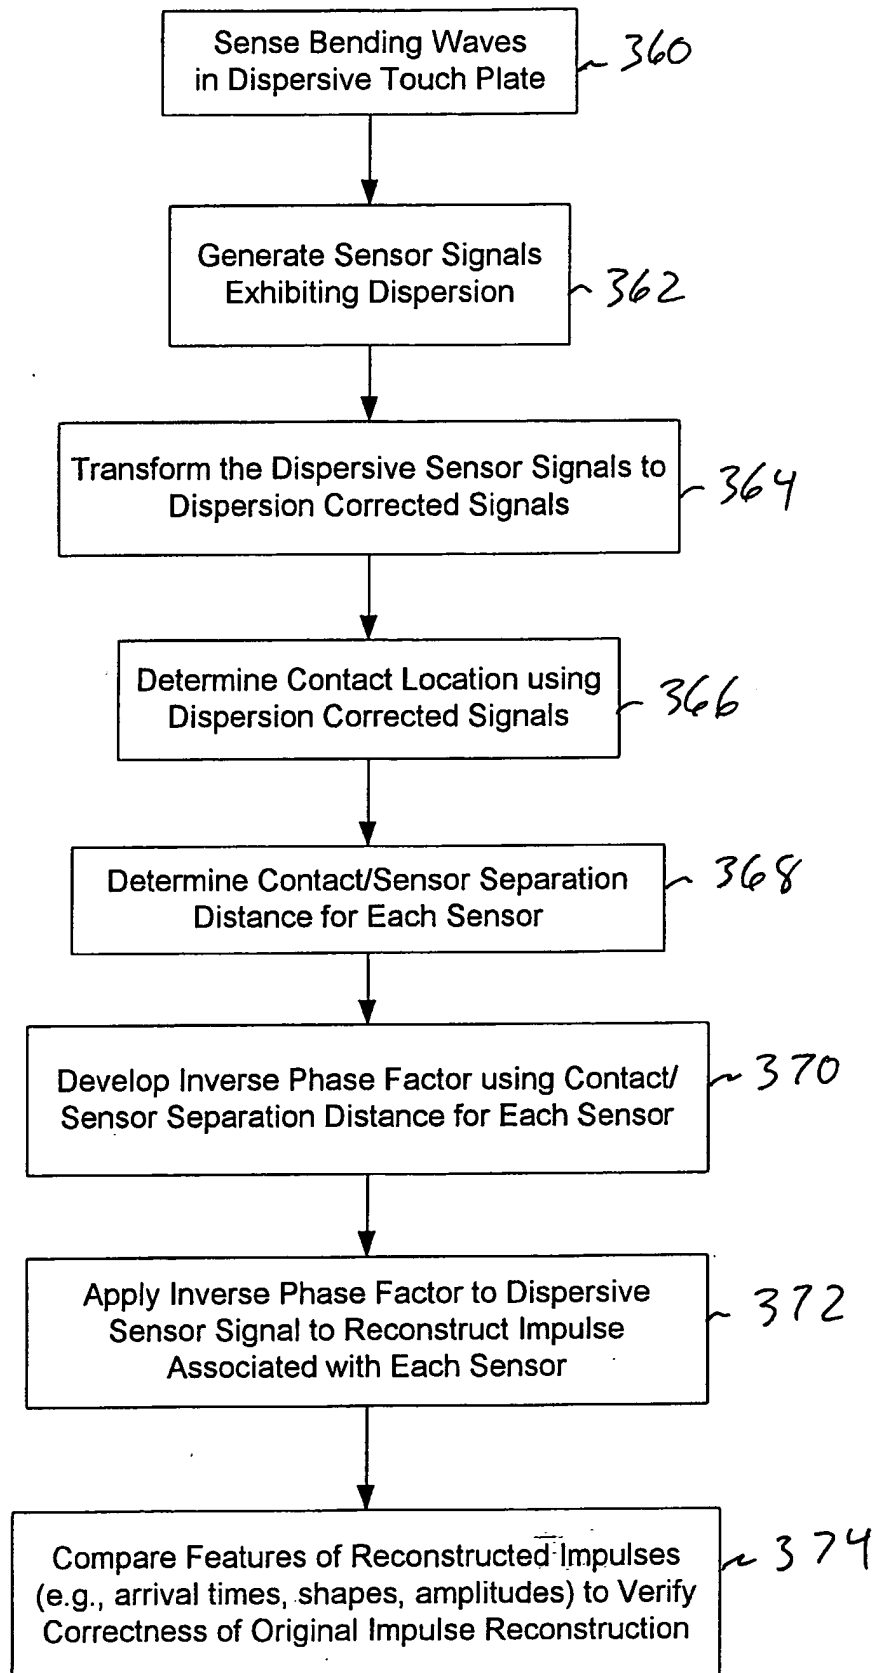 Sense Bending Waves
in Dispersive Touch Plate
360
Generate Sensor Signals
Exhibiting Dispersion
362
Transform the Dispersive Sensor Signals to
Dispersion Corrected Signals
364
Determine Contact Location using
Dispersion Corrected Signals
366
Determine Contact/Sensor Separation
Distance for Each Sensor
368
Develop Inverse Phase Factor using Contact/
Sensor Separation Distance for Each Sensor
370
Apply Inverse Phase Factor to Dispersive
Sensor Signal to Reconstruct Impulse
Associated with Each Sensor
372
Compare Features of Reconstructed Impulses
(e.g., arrival times, shapes, amplitudes) to Verify
Correctness of Original Impulse Reconstruction
374